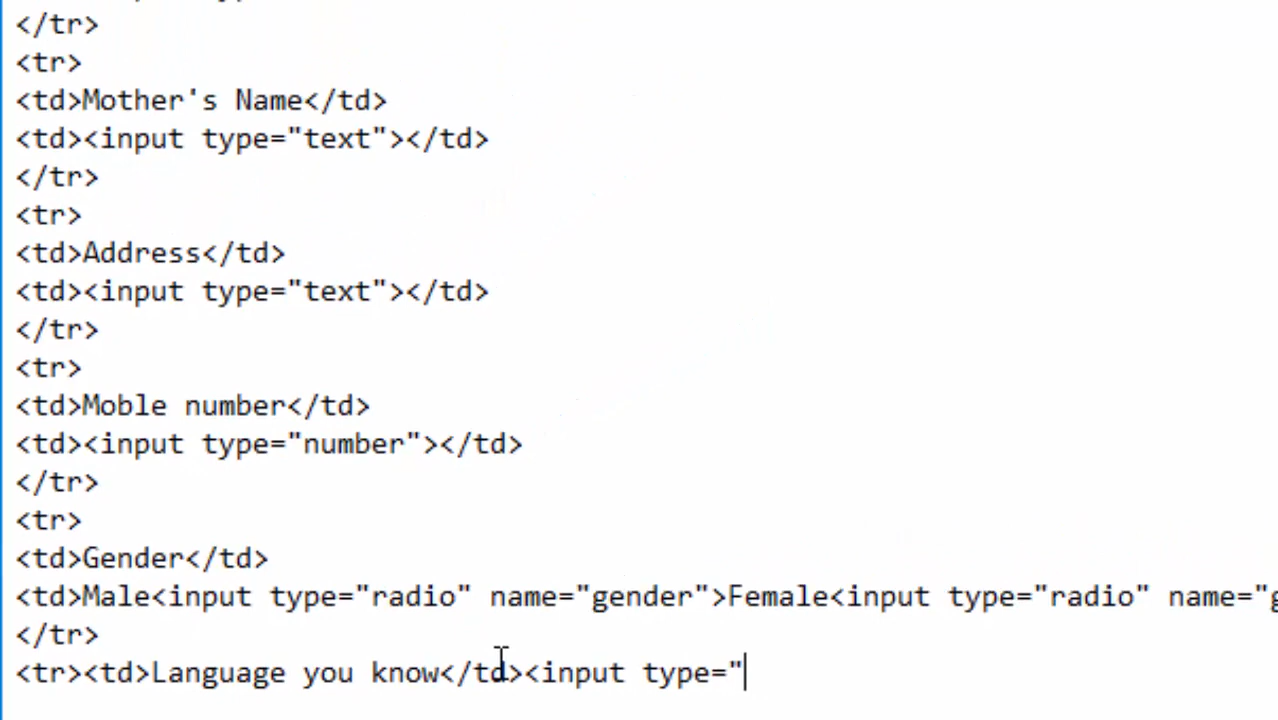 </tr>
<tr>
<td>Mother's Name</td>
<td><input type="text"></td>
</tr>
<tr>
<td>Address</td>
<td><input type="text"></td>
</tr>
<tr>
<td>Moble number</td>
<td><input type="number"></td>
</tr>
<tr>
<td>Gender</td>
<td>Male<input type="radio" name="gender">Female<input type="radio" name="g
</tr>
<tr><td>Language you know</td><input type="